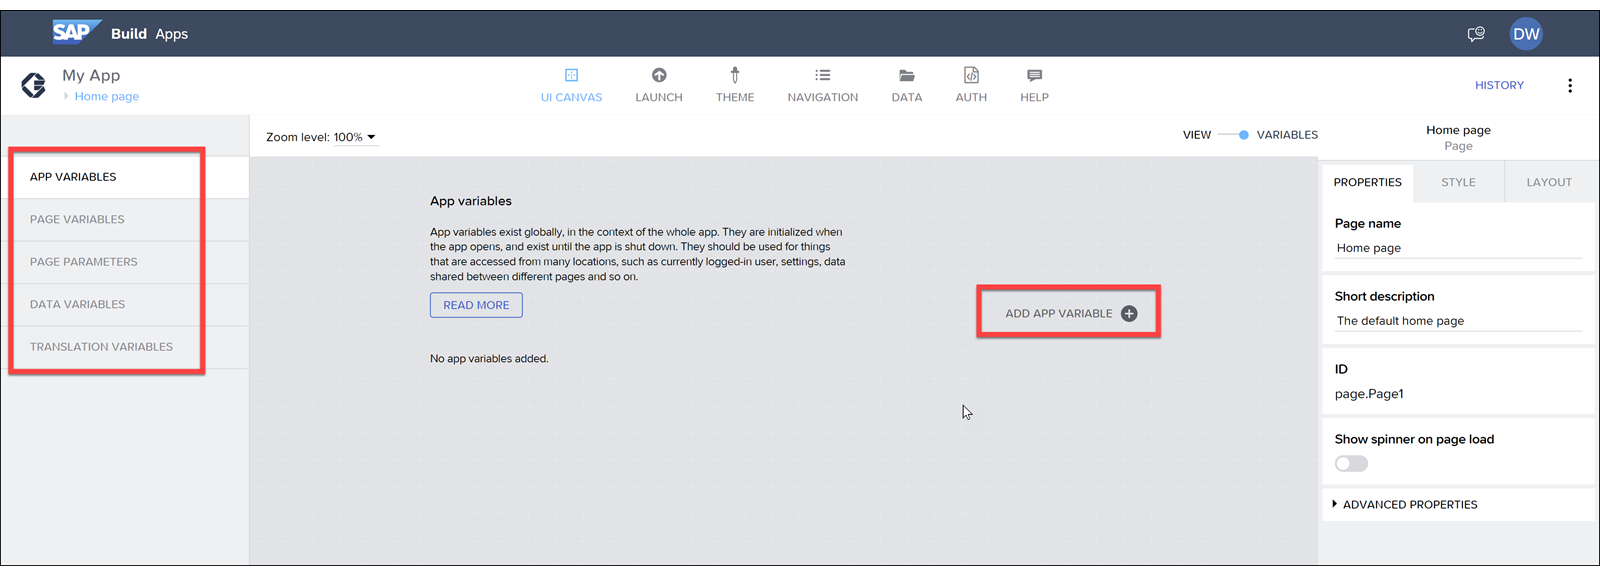 SAP Build Apps
DW
My App
Home page
UI CANVAS
LAUNCH
THEME
NAVIGATION
DATA
AUTH
HELP
HISTORY
Zoom level: 100%
VIEW
VARIABLES
Home page
Page
APP VARIABLES
PAGE VARIABLES
PAGE PARAMETERS
DATA VARIABLES
TRANSLATION VARIABLES
App variables
App variables exist globally, in the context of the whole app. They are initialized when
the app opens, and exist until the app is shut down. They should be used for things
that are accessed from many locations, such as currently logged-in user, settings, data
shared between different pages and so on.
READ MORE
ADD APP VARIABLE
No app variables added.
PROPERTIES
STYLE
LAYOUT
Page name
Home page
Short description
The default home page
ID
page.Page1
Show spinner on page load
ADVANCED PROPERTIES